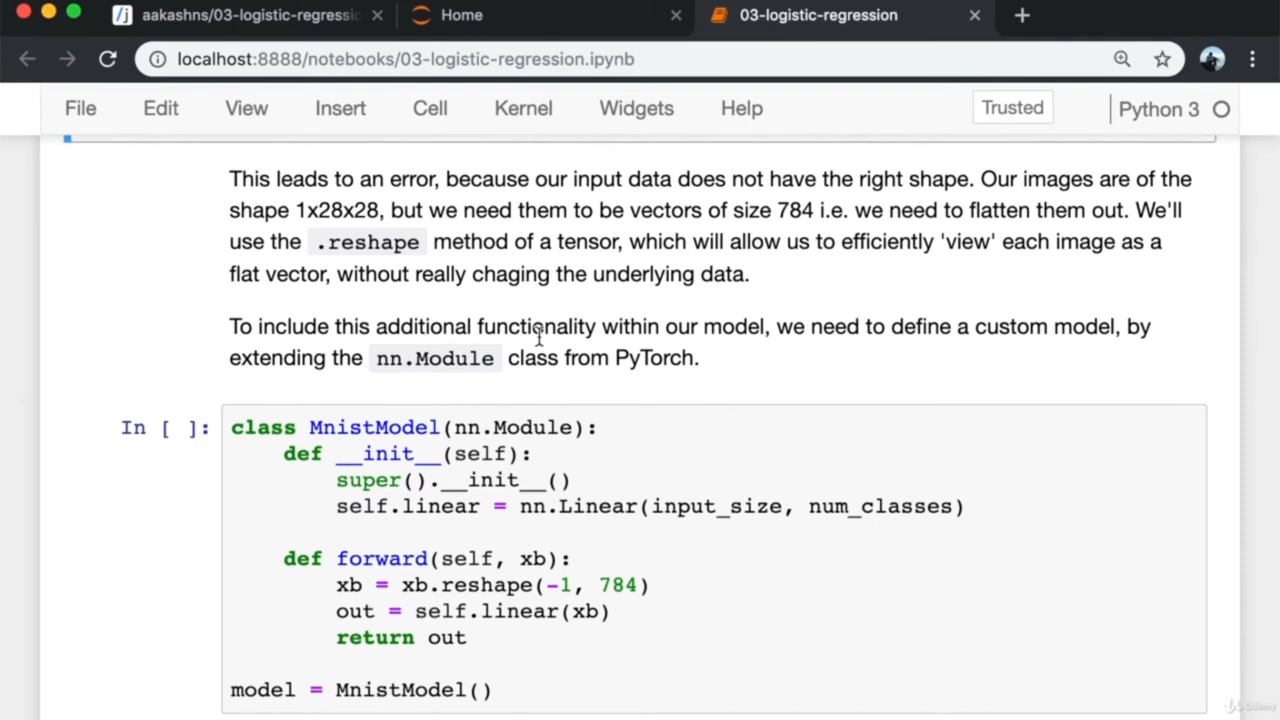 aakashns/03-logistic-regressio
Home
03-logistic-regression
localhost:8888/notebooks/03-logistic-regression.ipynb
File Edit View Insert Cell Kernel Widgets Help Trusted Python 3
This leads to an error, because our input data does not have the right shape. Our images are of the
shape 1x28x28, but we need them to be vectors of size 784 i.e. we need to flatten them out. We'll
use the .reshape method of a tensor, which will allow us to efficiently 'view' each image as a
flat vector, without really chaging the underlying data.
To include this additional functionality within our model, we need to define a custom model, by
extending the nn.Module class from PyTorch.
In [ ]:
class MnistModel(nn.Module):
    def __init__(self):
        super().__init__()
        self.linear = nn.Linear(input_size, num_classes)
    def forward(self, xb):
        xb = xb.reshape(-1, 784)
        out = self.linear(xb)
        return out
model = MnistModel()
Udemy